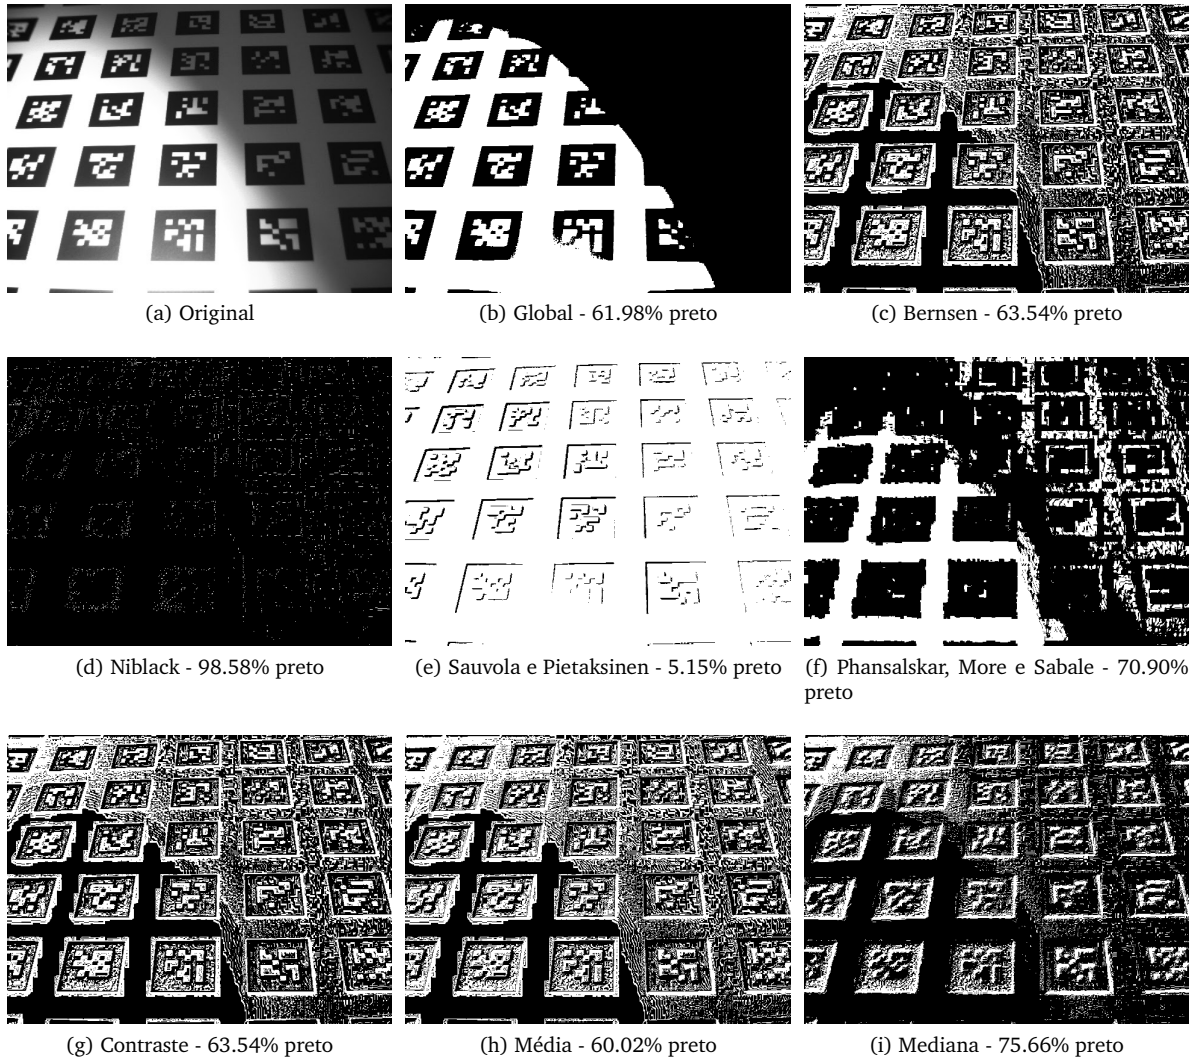 (a) Original
(b) Global - 61.98% preto
(c) Bernsen - 63.54% preto
(d) Niblack - 98.58% preto
(e) Sauvola e Pietaksinen - 5.15% preto
(f) Phansalskar, More e Sabale - 70.90%
preto
(g) Contraste - 63.54% preto
(h) Média - 60.02% preto
(i) Mediana - 75.66% preto